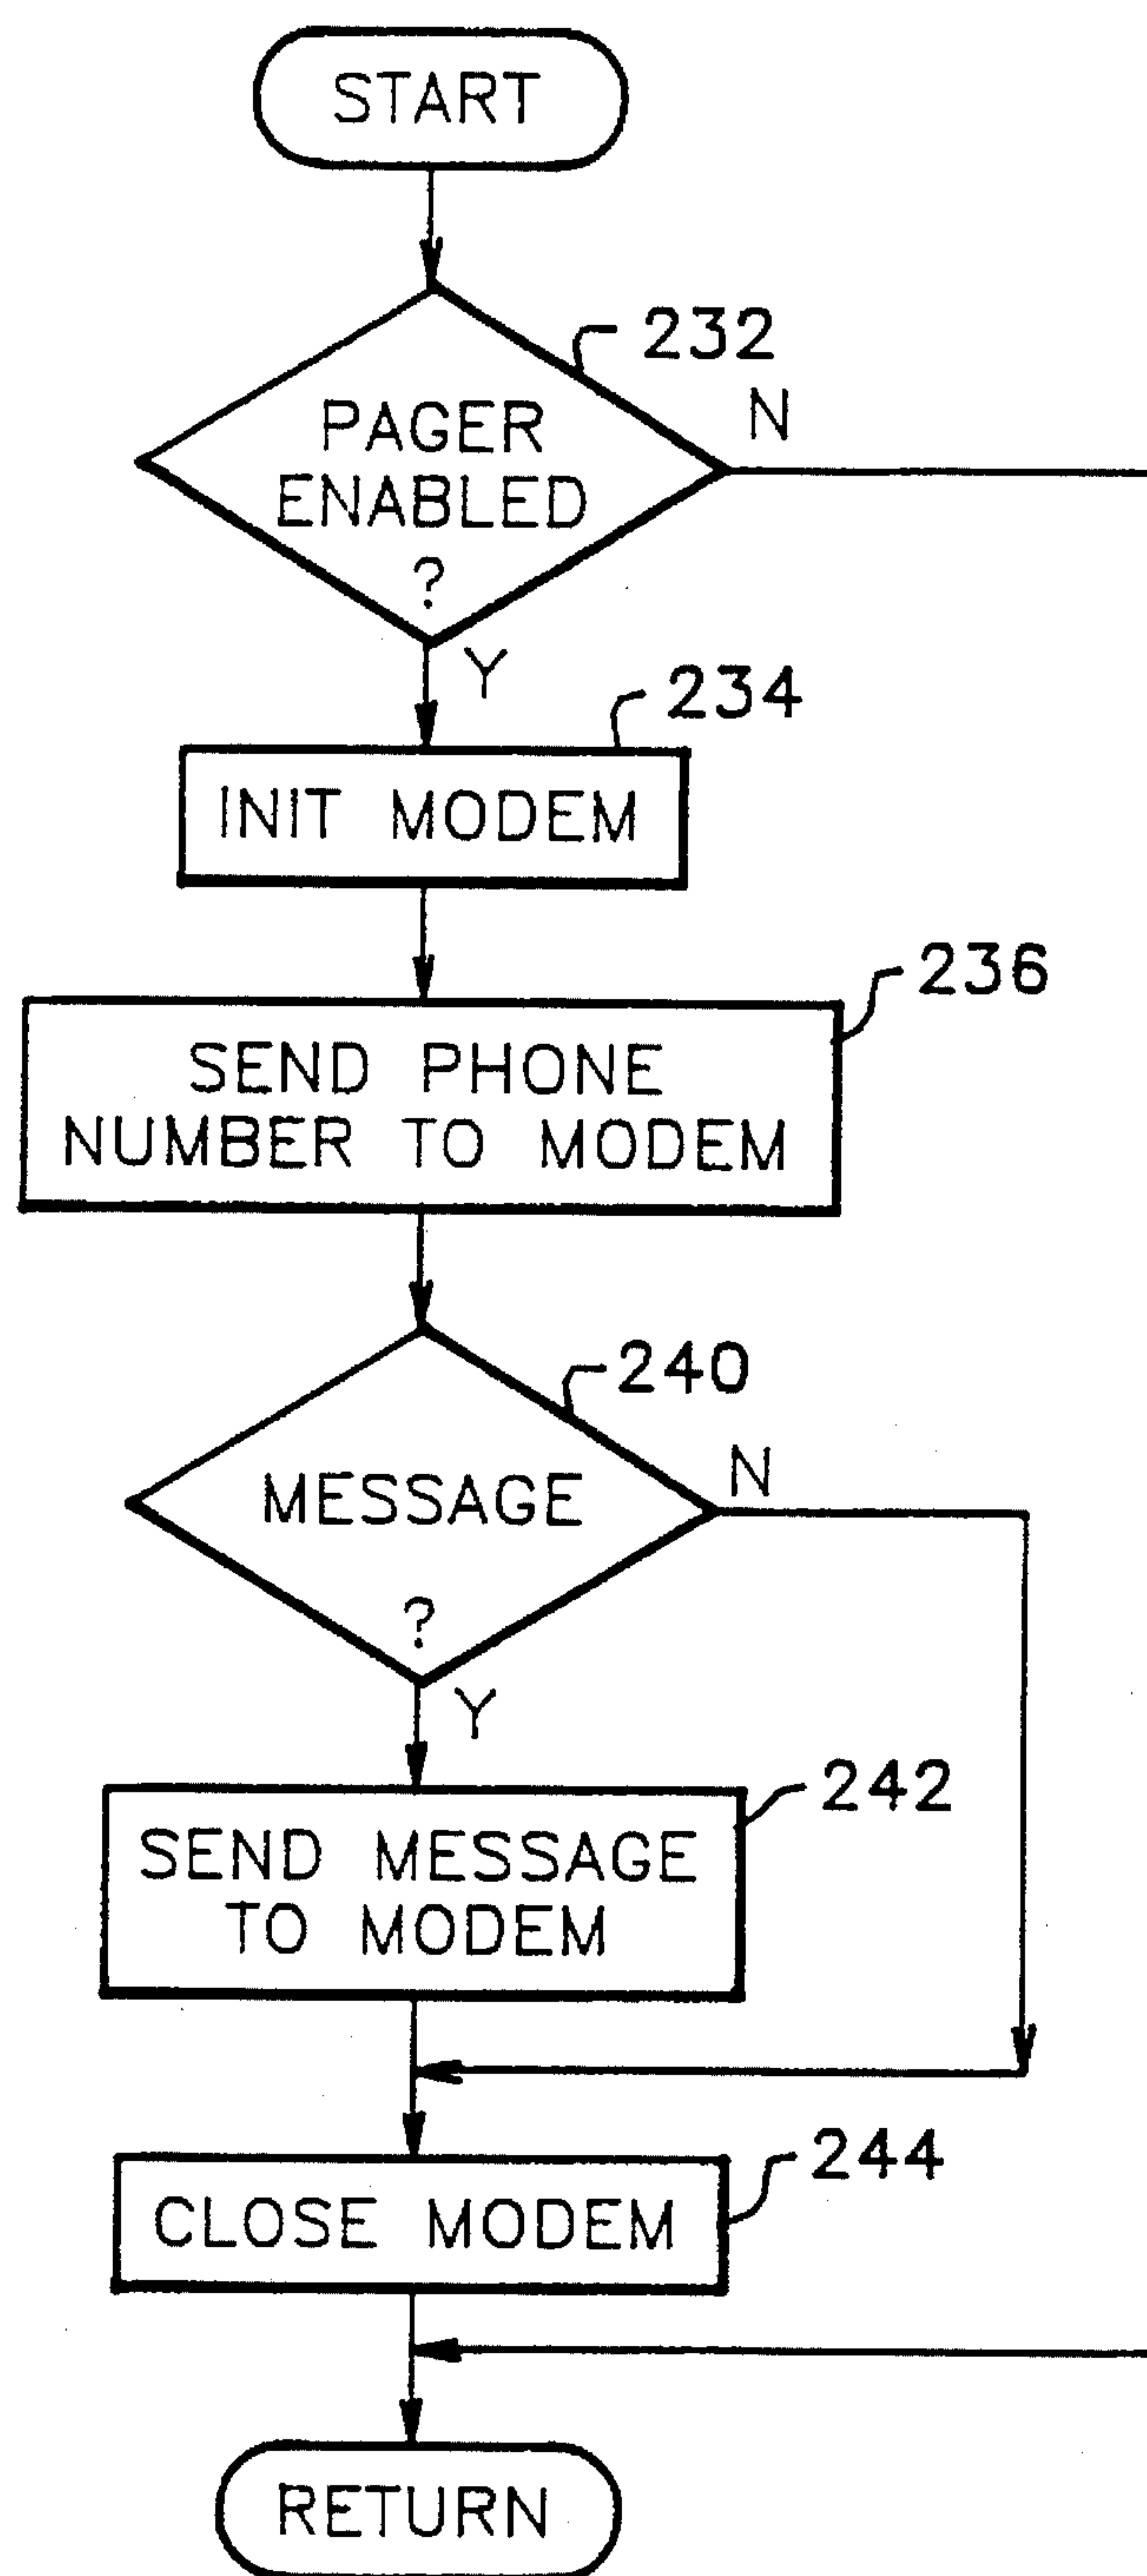 START
232
N
PAGER
ENABLED
?
Y
234
INIT MODEM
236
SEND PHONE
NUMBER TO MODEM
240
N
MESSAGE
?
Y
242
SEND MESSAGE
TO MODEM
244
CLOSE MODEM
RETURN